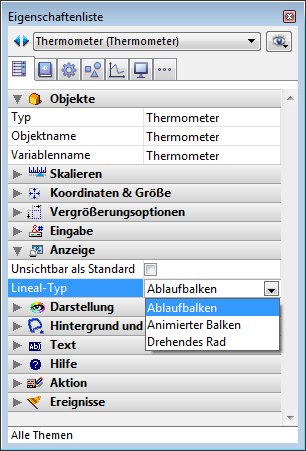 Eigenschaftenliste
Thermometer (Thermometer)
Objekte
Typ Thermometer
Objektname Thermometer
Variablenname Thermometer
Skalieren
Koordinaten & Größe
Vergrößerungsoptionen
Eingabe
Anzeige
Unsichtbar als Standard
Lineal-Typ Ablaufbalken
Ablaufbalken
Animierter Balken
Drehendes Rad
Darstellung
Hintergrund und
Text
Hilfe
Aktion
Ereignisse
Alle Themen